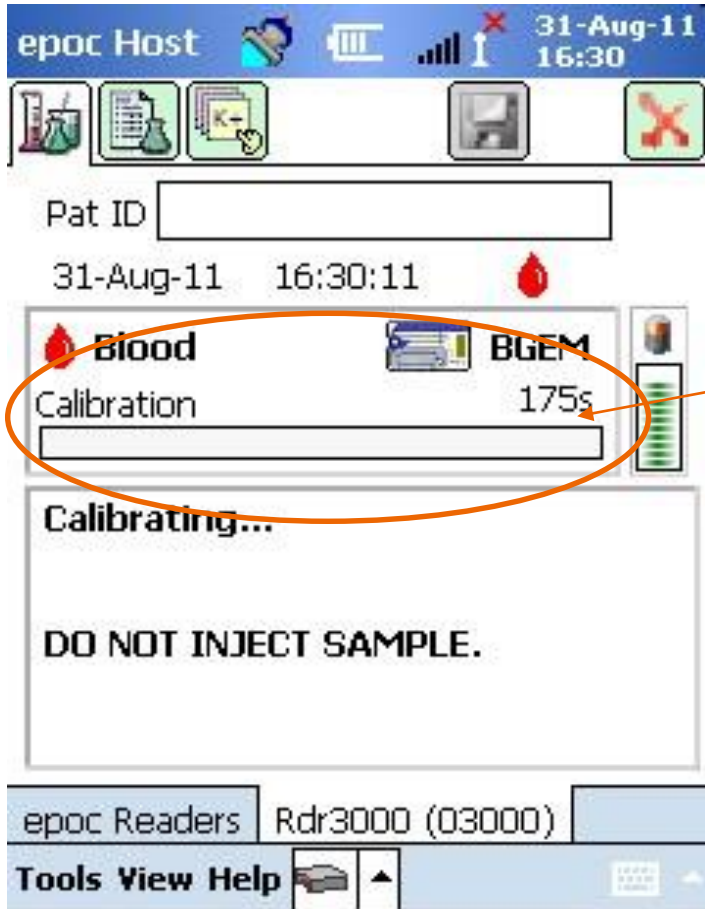 epoc Host 31-Aug-11
16:30
K+
Pat ID
31-Aug-11 16:30:11
Blood BGEM
Calibration 175s
Calibrating...
DO NOT INJECT SAMPLE.
epoc Readers Rdr3000 (03000)
Tools View Help